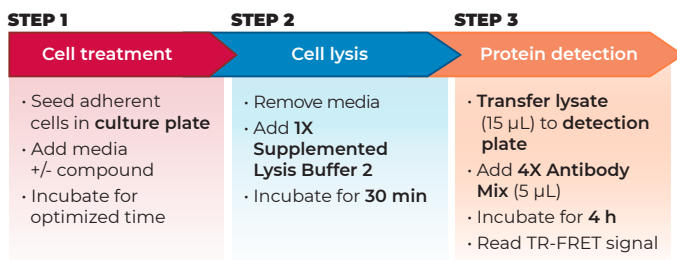 STEP 1
Cell treatment
· Seed adherent
cells in culture plate
· Add media
+/- compound
· Incubate for
optimized time
STEP 2
Cell lysis
· Remove media
· Add 1X
Supplemented
Lysis Buffer 2
· Incubate for 30 min
STEP 3
Protein detection
· Transfer lysate
(15 µL) to detection
plate
· Add 4X Antibody
Mix (5 µL)
· Incubate for 4 h
· Read TR-FRET signal